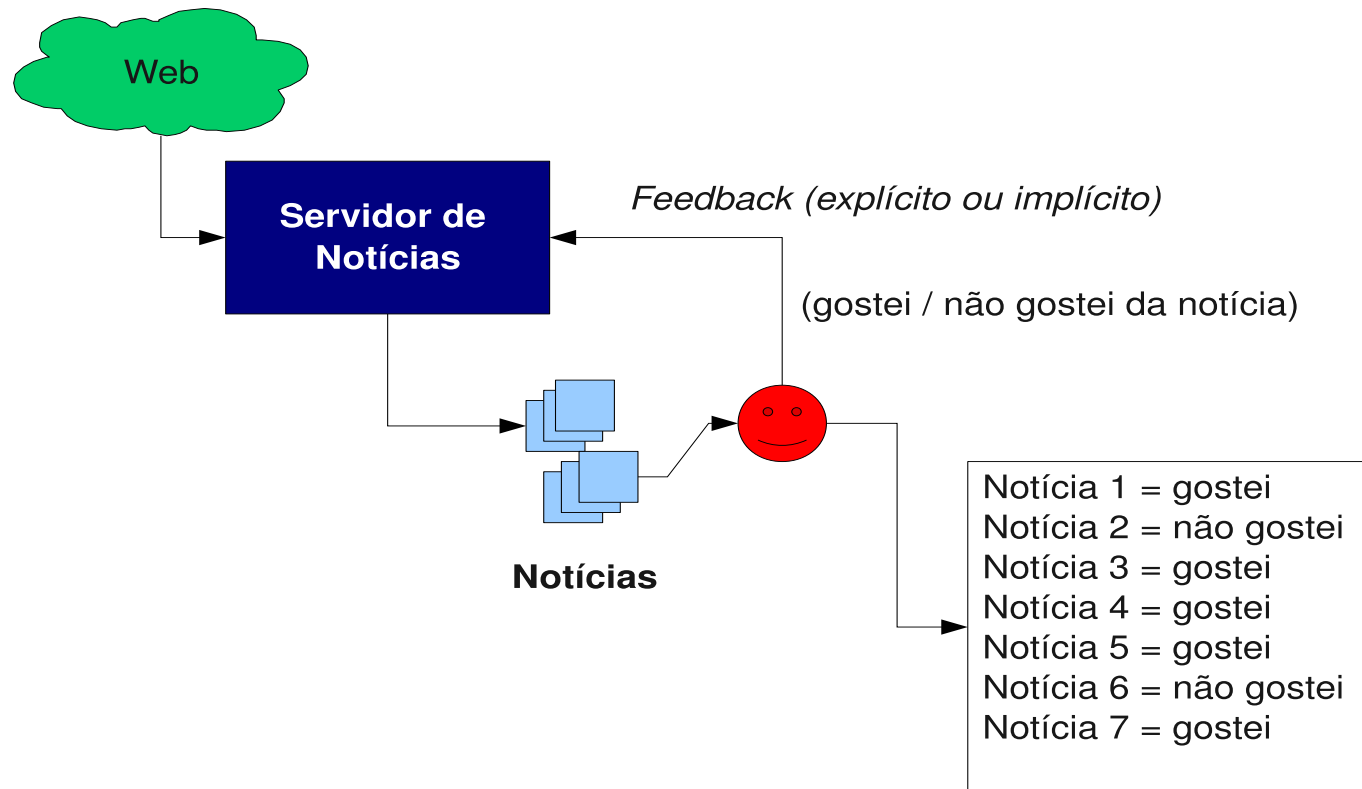 Web
Servidor de
Notícias
Feedback (explícito ou implícito)
(gostei / não gostei da notícia)
Notícias
Notícia 1 = gostei
Notícia 2 = não gostei
Notícia 3 = gostei
Notícia 4 = gostei
Notícia 5 = gostei
Notícia 6 = não gostei
Notícia 7 = gostei